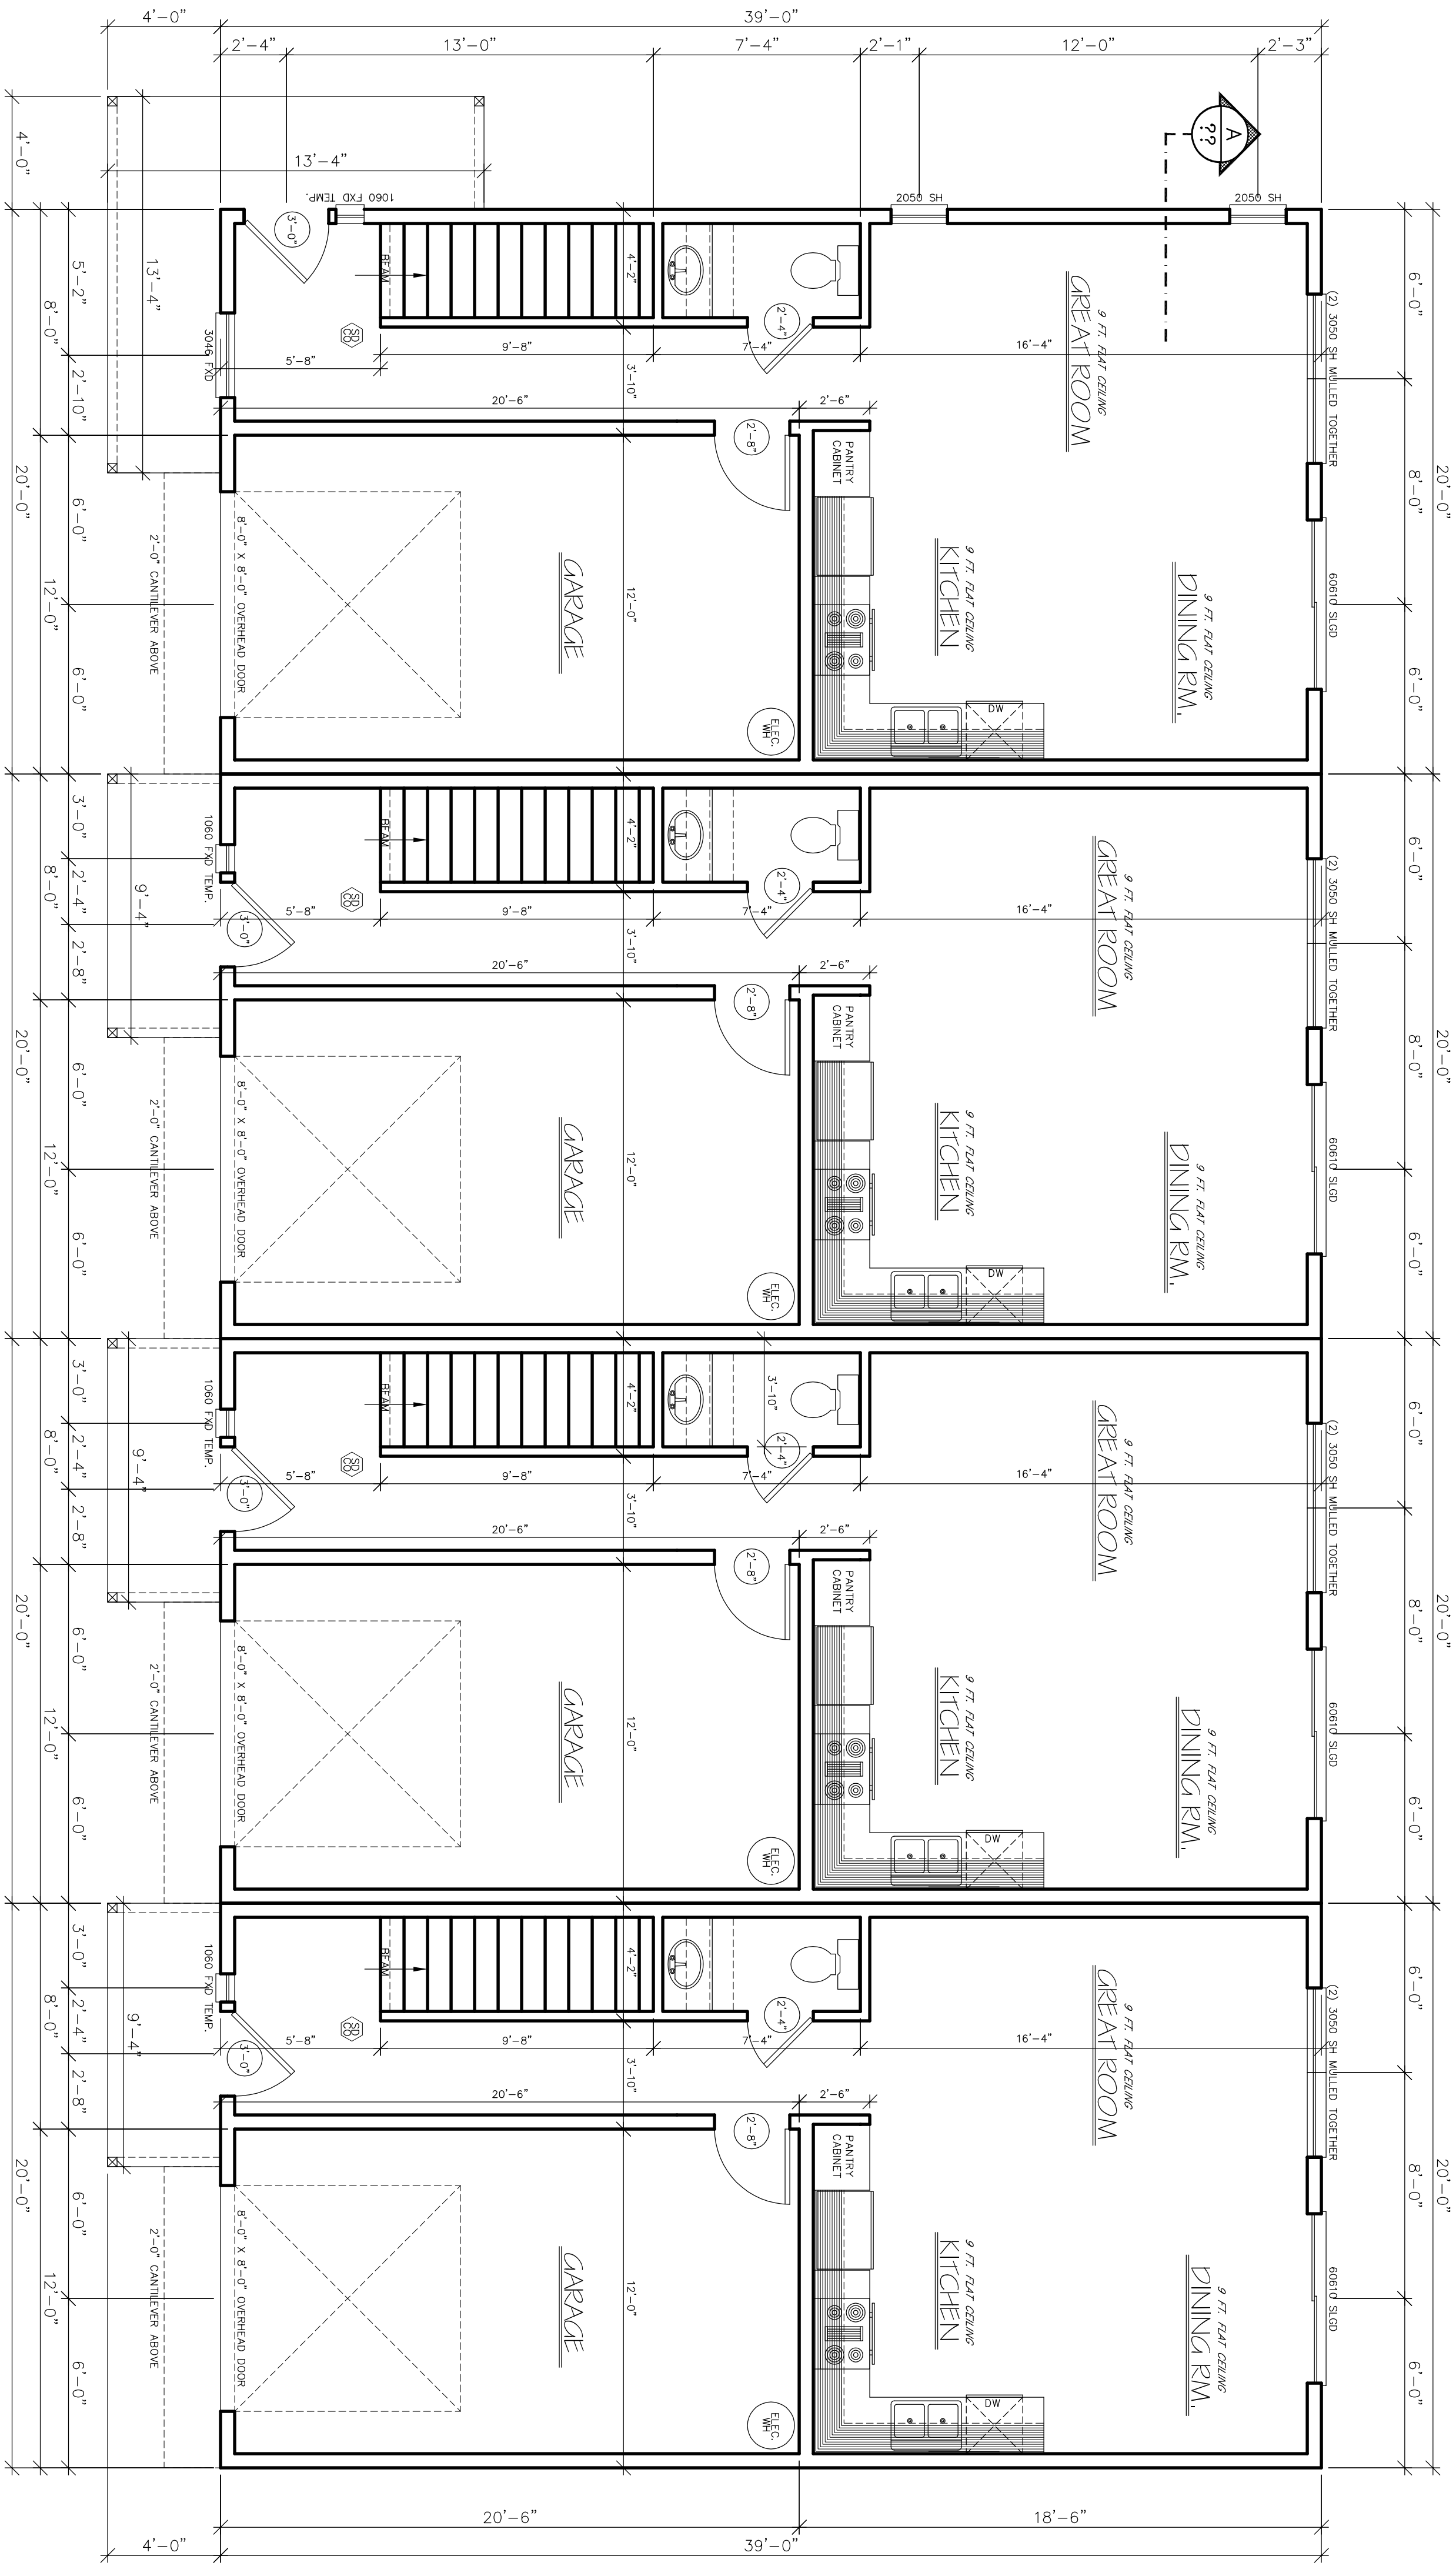 4'-0"
39'-0"
2'-4"
13'-0"
7'-4"
2'-1"
12'-0"
2'-3"
A
??
4'-0"
13'-4"
13'-4"
1060 FXD TEMP.
2050 SH
2050 SH
3'-0"
BEAM
4'-2"
2'-4"
SD
CO
3046 FXD
5'-8"
9'-8"
7'-4"
16'-4"
3'-10"
20'-6"
2'-6"
2'-8"
PANTRY
CABINET
9 FT. FLAT CEILING
GREAT ROOM
(2) 3050 SH MULLED TOGETHER
5'-2"
8'-0"
2'-10"
20'-0"
6'-0"
12'-0"
6'-0"
2'-0" CANTILEVER ABOVE
8'-0" X 8'-0" OVERHEAD DOOR
GARAGE
12'-0"
ELEC.
WH
9 FT. FLAT CEILING
KITCHEN
DW
9 FT. FLAT CEILING
DINING RM.
60610 SLGD
6'-0"
8'-0"
20'-0"
6'-0"
3'-0"
8'-0"
2'-4"
2'-8"
9'-4"
1060 FXD TEMP.
3'-0"
BEAM
4'-2"
2'-4"
SD
CO
5'-8"
9'-8"
7'-4"
16'-4"
3'-10"
20'-6"
2'-6"
2'-8"
PANTRY
CABINET
9 FT. FLAT CEILING
GREAT ROOM
(2) 3050 SH MULLED TOGETHER
20'-0"
6'-0"
12'-0"
6'-0"
2'-0" CANTILEVER ABOVE
8'-0" X 8'-0" OVERHEAD DOOR
GARAGE
12'-0"
ELEC.
WH
9 FT. FLAT CEILING
KITCHEN
DW
9 FT. FLAT CEILING
DINING RM.
60610 SLGD
6'-0"
8'-0"
20'-0"
6'-0"
3'-0"
8'-0"
2'-4"
2'-8"
9'-4"
1060 FXD TEMP.
3'-0"
BEAM
4'-2"
3'-10"
2'-4"
SD
CO
5'-8"
9'-8"
7'-4"
16'-4"
3'-10"
20'-6"
2'-6"
2'-8"
PANTRY
CABINET
9 FT. FLAT CEILING
GREAT ROOM
(2) 3050 SH MULLED TOGETHER
20'-0"
6'-0"
12'-0"
6'-0"
2'-0" CANTILEVER ABOVE
8'-0" X 8'-0" OVERHEAD DOOR
GARAGE
12'-0"
ELEC.
WH
9 FT. FLAT CEILING
KITCHEN
DW
9 FT. FLAT CEILING
DINING RM.
60610 SLGD
6'-0"
8'-0"
20'-0"
6'-0"
3'-0"
8'-0"
2'-4"
2'-8"
9'-4"
1060 FXD TEMP.
3'-0"
BEAM
4'-2"
2'-4"
SD
CO
5'-8"
9'-8"
7'-4"
16'-4"
3'-10"
20'-6"
2'-6"
2'-8"
PANTRY
CABINET
9 FT. FLAT CEILING
GREAT ROOM
(2) 3050 SH MULLED TOGETHER
20'-0"
6'-0"
12'-0"
6'-0"
2'-0" CANTILEVER ABOVE
8'-0" X 8'-0" OVERHEAD DOOR
GARAGE
12'-0"
ELEC.
WH
9 FT. FLAT CEILING
KITCHEN
DW
9 FT. FLAT CEILING
DINING RM.
60610 SLGD
6'-0"
8'-0"
20'-0"
6'-0"
20'-6"
18'-6"
4'-0"
39'-0"